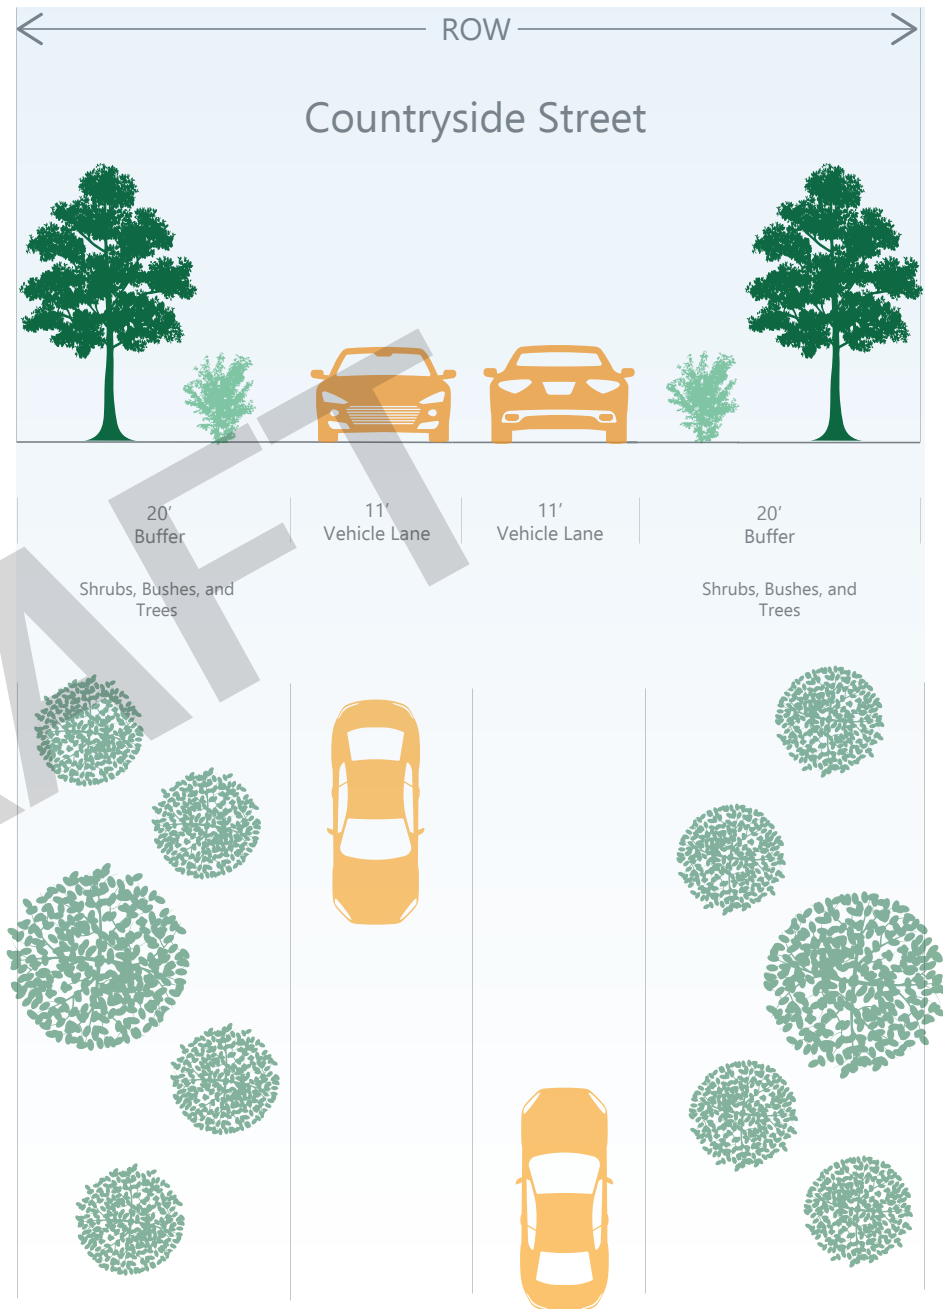 ROW
Countryside Street
20'
Buffer
11'
Vehicle Lane
11'
Vehicle Lane
20'
Buffer
Shrubs, Bushes, and
Trees
Shrubs, Bushes, and
Trees
AFT